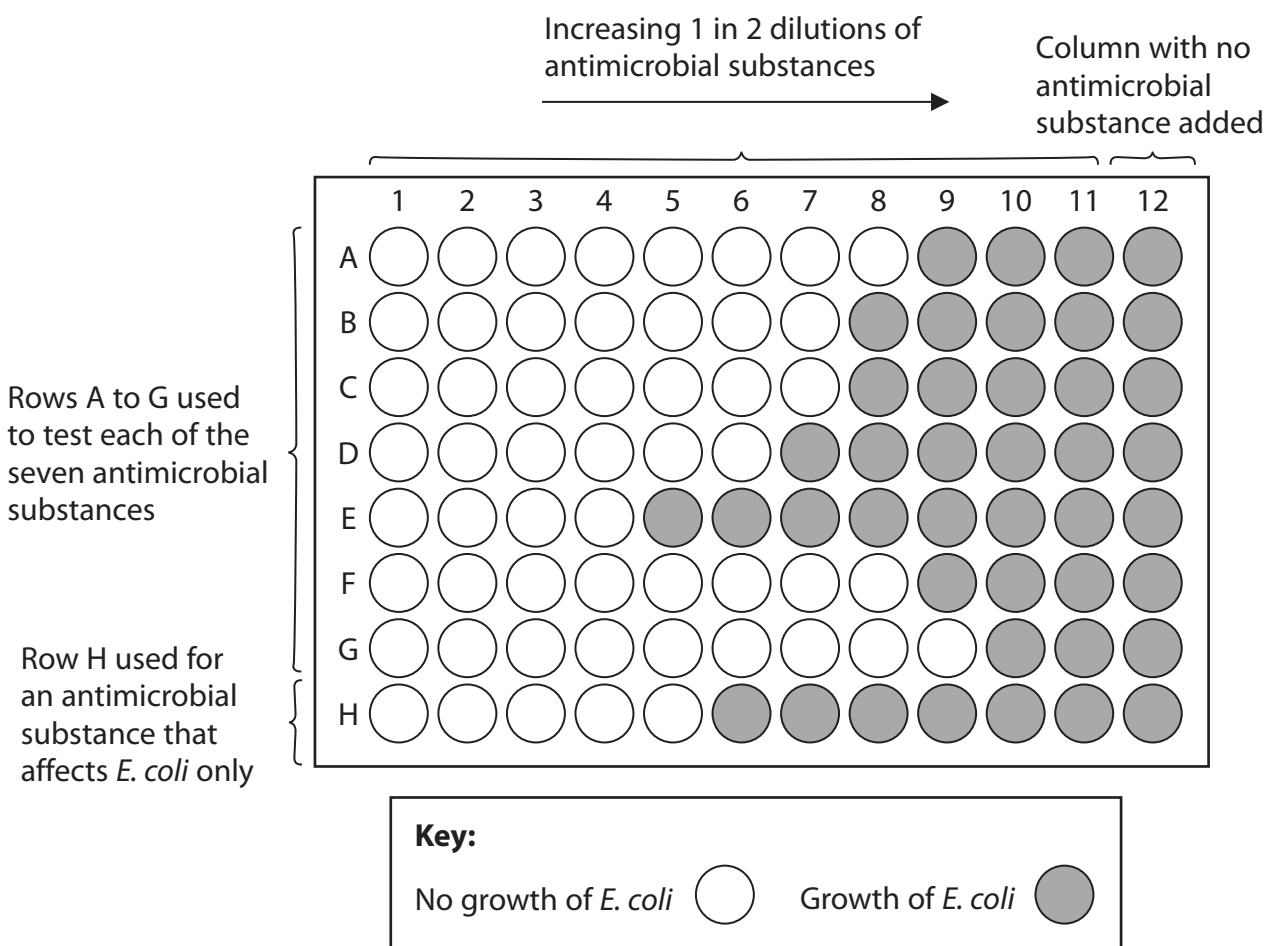 Increasing 1 in 2 dilutions of
antimicrobial substances
Column with no
antimicrobial
substance added
1 2 3 4 5 6 7 8 9 10 11 12
A
B
C
D
E
F
G
H
Rows A to G used
to test each of the
seven antimicrobial
substances
Row H used for
an antimicrobial
substance that
affects E. coli only
Key:
No growth of E. coli
Growth of E. coli